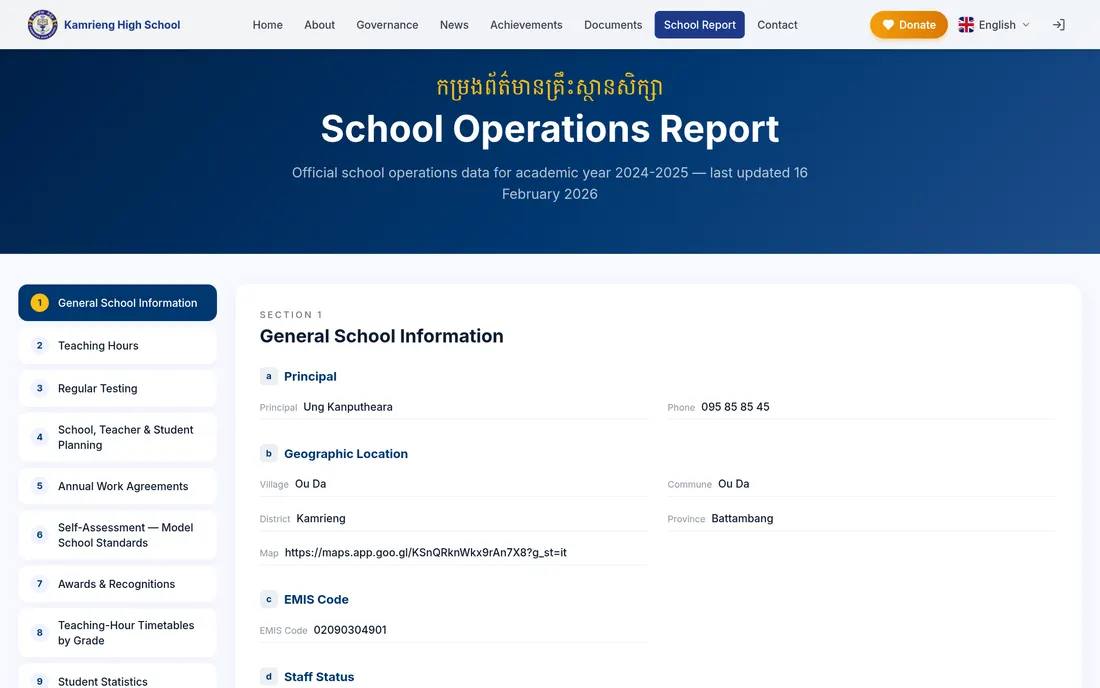 Kamrieng High School
Home
About
Governance
News
Achievements
Documents
School Report
Contact
Donate
English
កម្រងព័ត៌មានគ្រឹះស្ថានសិក្សា
School Operations Report
Official school operations data for academic year 2024-2025 — last updated 16
February 2026
1 General School Information
2 Teaching Hours
3 Regular Testing
4 School, Teacher & Student
Planning
5 Annual Work Agreements
6 Self-Assessment — Model
School Standards
7 Awards & Recognitions
8 Teaching-Hour Timetables
by Grade
9 Student Statistics
SECTION 1
General School Information
a Principal
Principal Ung Kanputheara
Phone 095 85 85 45
b Geographic Location
Village Ou Da
Commune Ou Da
District Kamrieng
Province Battambang
Map https://maps.app.goo.gl/KSnQRknWkx9rAn7X8?g_st=it
c EMIS Code
EMIS Code 02090304901
d Staff Status